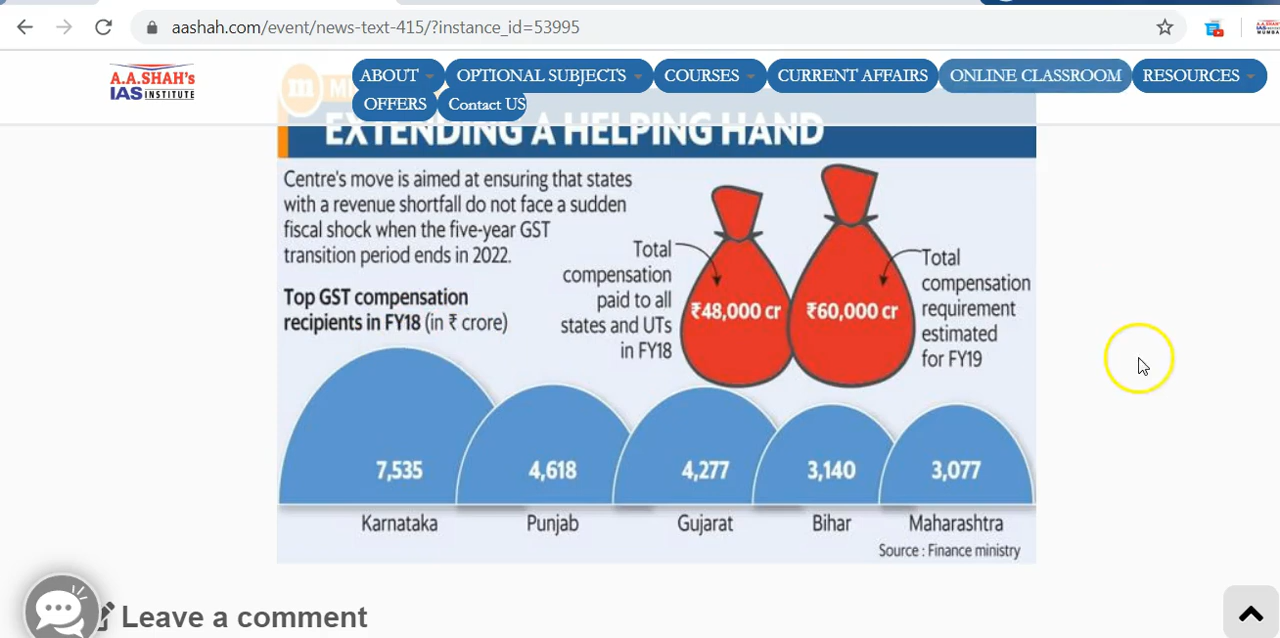 aashah.com/event/news-text-415/?instance_id=53995
A.A.SHAH's
IAS INSTITUTE
ABOUT
OPTIONAL SUBJECTS
COURSES
CURRENT AFFAIRS
ONLINE CLASSROOM
RESOURCES
OFFERS
Contact US
m
EXTENDING A HELPING HAND
Centre's move is aimed at ensuring that states
with a revenue shortfall do not face a sudden
fiscal shock when the five-year GST
transition period ends in 2022.
Top GST compensation
recipients in FY18 (in ₹ crore)
Total
compensation
paid to all
states and UTs
in FY18
₹48,000 cr
₹60,000 cr
Total
compensation
requirement
estimated
for FY19
7,535
4,618
4,277
3,140
3,077
Karnataka
Punjab
Gujarat
Bihar
Maharashtra
Source : Finance ministry
Leave a comment